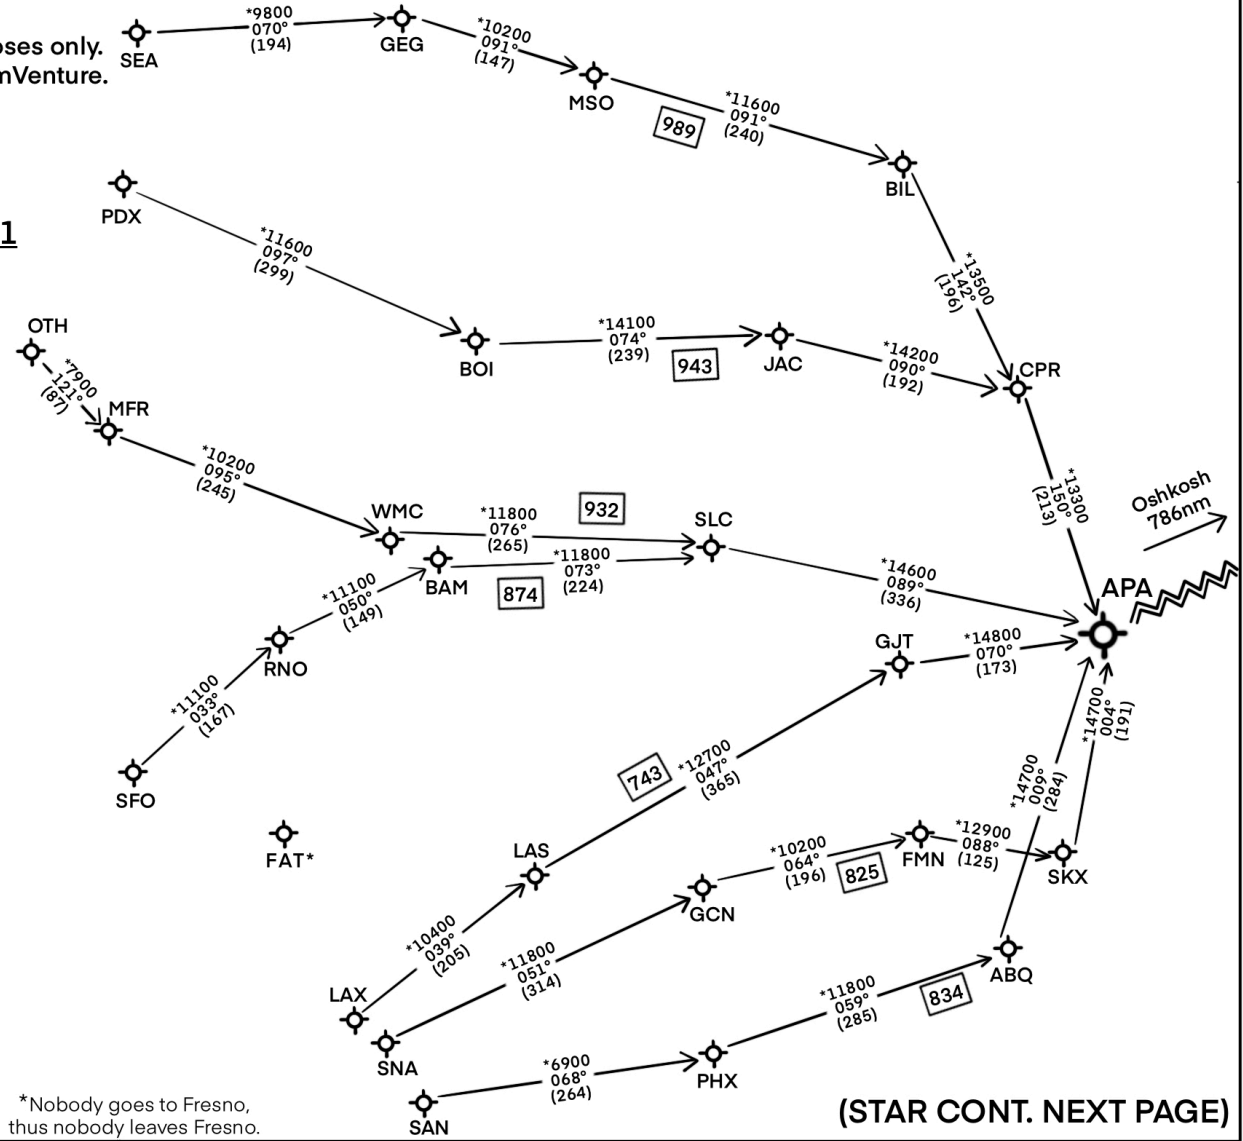 *9800
070°
(194)
SEA
GEG
*10200
091°
(147)
MSO
oses only.
mVenture.
*11600
091°
(240)
989
BIL
PDX
1
*11600
097°
(299)
*13500
142°
(196)
OTH
*7900
121°
(87)
MFR
BOI
*14100
074°
(239)
943
JAC
*14200
090°
(192)
CPR
*10200
095°
(245)
*13300
150°
(213)
Oshkosh
786nm
WMC
*11800
076°
(265)
932
SLC
BAM
*11800
073°
(224)
874
*14600
089°
(336)
APA
*11100
050°
(149)
RNO
GJT
*14800
070°
(173)
*11100
033°
(167)
SFO
*14700
004°
(191)
743
*12700
047°
(365)
*14700
009°
(284)
FAT*
LAS
*10200
064°
(196)
825
FMN
*12900
088°
(125)
SKX
GCN
*10400
039°
(205)
*11800
051°
(314)
ABQ
LAX
SNA
*11800
059°
(285)
834
*6900
068°
(264)
PHX
SAN
*Nobody goes to Fresno,
thus nobody leaves Fresno.
(STAR CONT. NEXT PAGE)